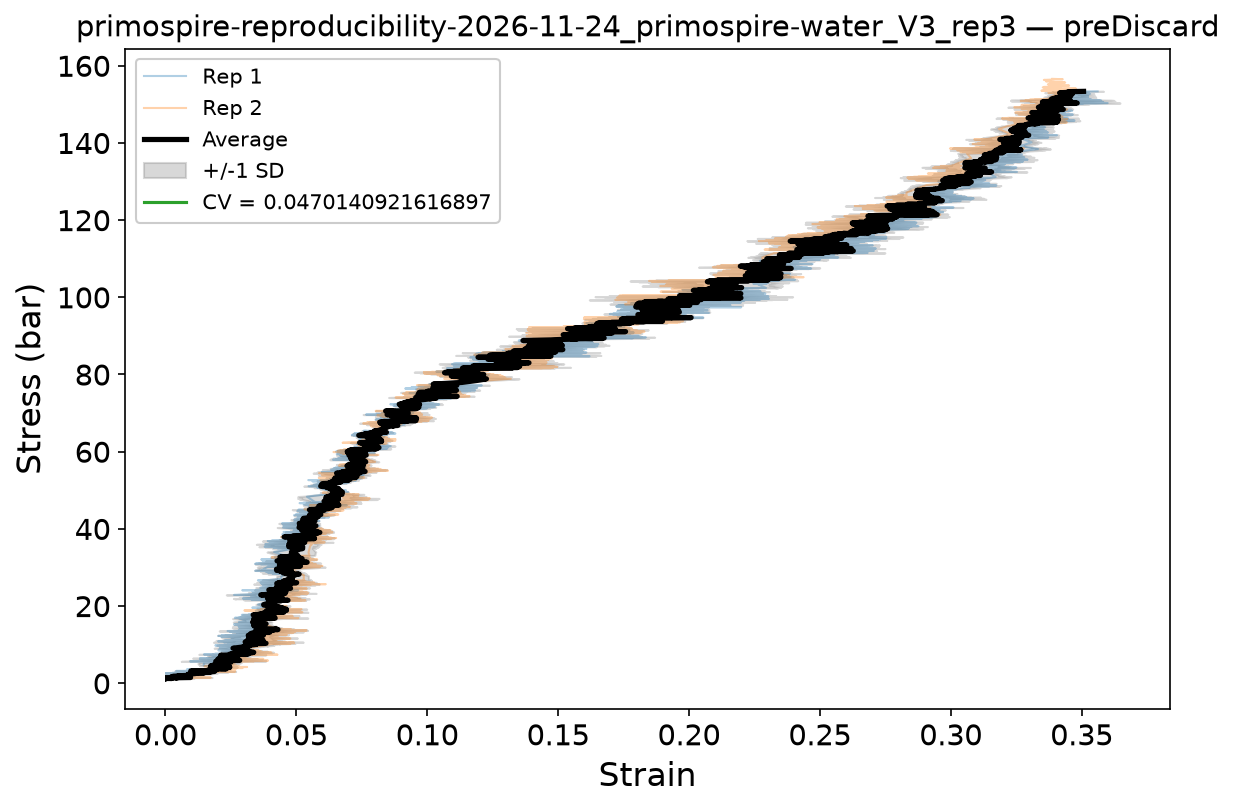 primospire-reproducibility-2026-11-24_primospire-water_V3_rep3 — preDiscard
160
140
120
100
80
60
40
20
0
Stress (bar)
Rep 1
Rep 2
Average
+/-1 SD
CV = 0.0470140921616897
0.00 0.05 0.10 0.15 0.20 0.25 0.30 0.35
Strain